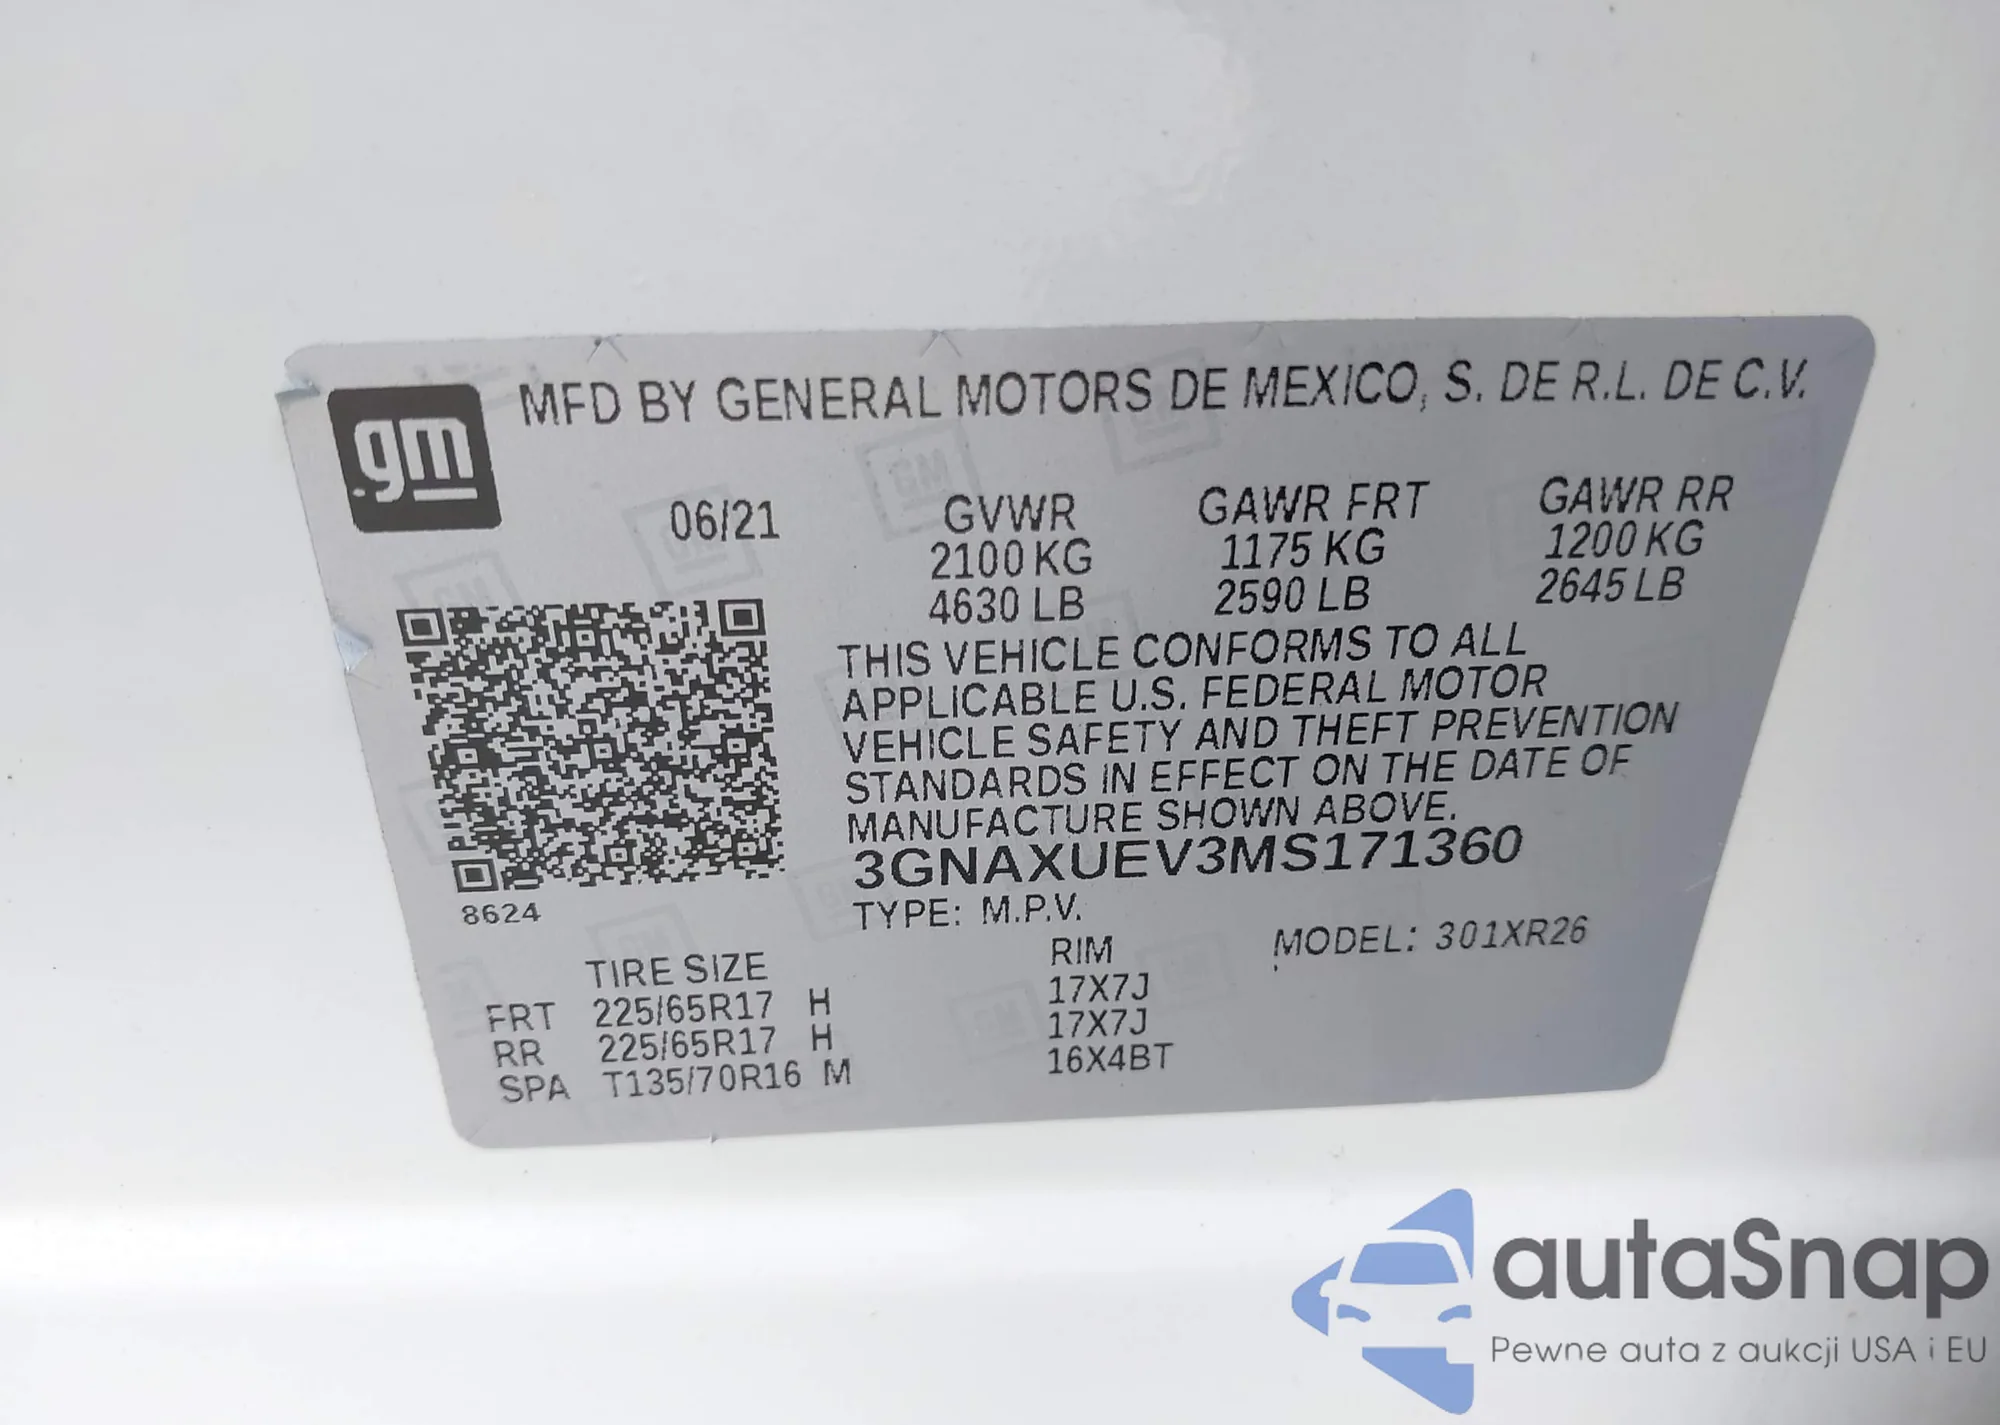 gm
MFD BY GENERAL MOTORS DE MEXICO, S. DE R.L. DE C.V.
06/21 GVWR GAWR FRT GAWR RR
2100 KG 1175 KG 1200 KG
4630 LB 2590 LB 2645 LB
THIS VEHICLE CONFORMS TO ALL
APPLICABLE U.S. FEDERAL MOTOR
VEHICLE SAFETY AND THEFT PREVENTION
STANDARDS IN EFFECT ON THE DATE OF
MANUFACTURE SHOWN ABOVE.
3GNAXUEV3MS171360
8624
TYPE: M.P.V.
MODEL: 301XR26
TIRE SIZE RIM
FRT 225/65R17 H 17X7J
RR 225/65R17 H 17X7J
SPA T135/70R16 M 16X4BT
autaSnap
Pewne auta z aukcji USA i EU